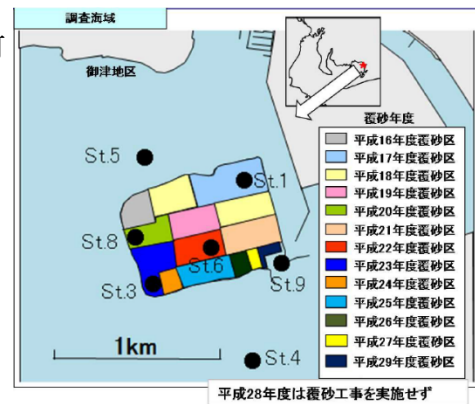 調査海域
御津地区
覆砂年度
平成16年度覆砂区
平成17年度覆砂区
平成18年度覆砂区
平成19年度覆砂区
平成20年度覆砂区
平成21年度覆砂区
平成22年度覆砂区
平成23年度覆砂区
平成24年度覆砂区
平成25年度覆砂区
平成26年度覆砂区
平成27年度覆砂区
平成29年度覆砂区
St.5
St.1
St.8
St.6
St.9
St.3
St.4
1km
平成28年度は覆砂工事を実施せず